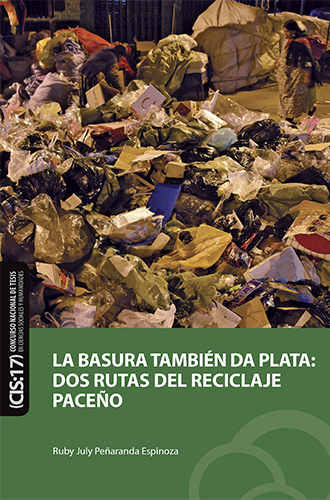 (CIS:17) CONCURSO NACIONAL DE TESIS
EN CIENCIAS SOCIALES Y HUMANIDADES
LA BASURA TAMBIÉN DA PLATA:
DOS RUTAS DEL RECICLAJE
PACEÑO
Ruby July Peñaranda Espinoza